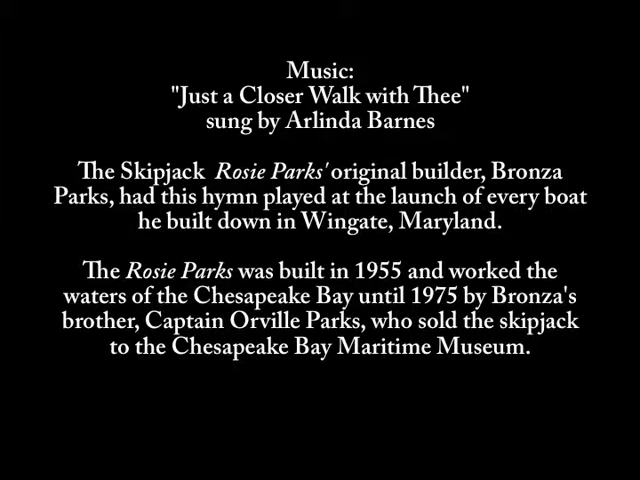 Music:
"Just a Closer Walk with Thee"
sung by Arlinda Barnes
The Skipjack Rosie Parks' original builder, Bronza
Parks, had this hymn played at the launch of every boat
he built down in Wingate, Maryland.
The Rosie Parks was built in 1955 and worked the
waters of the Chesapeake Bay until 1975 by Bronza's
brother, Captain Orville Parks, who sold the skipjack
to the Chesapeake Bay Maritime Museum.